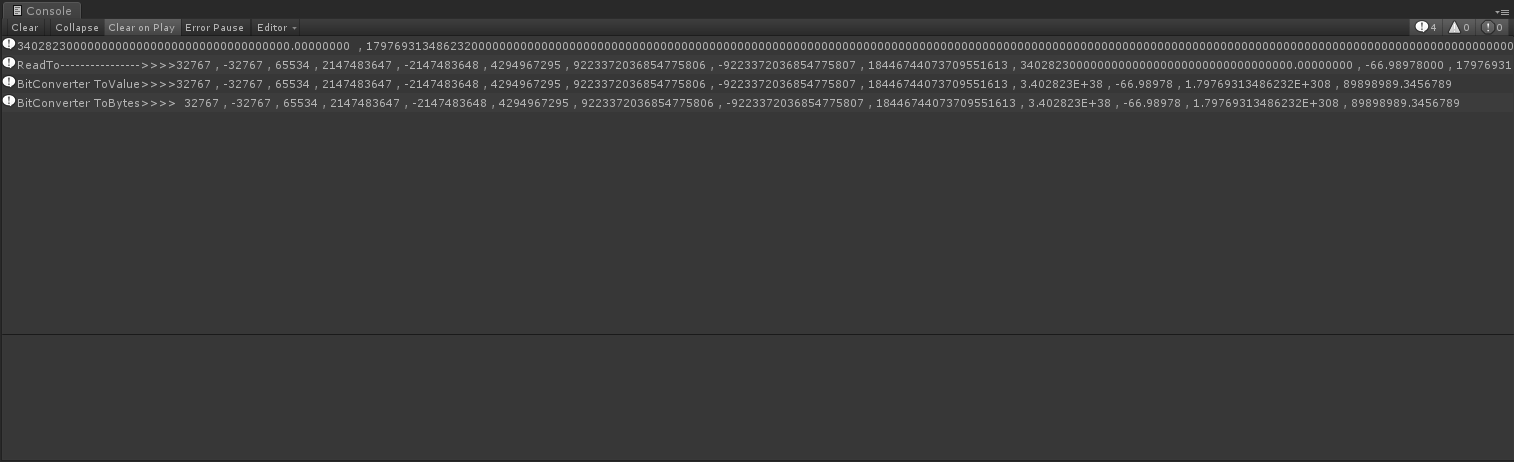 Console
Clear Collapse Clear on Play Error Pause Editor 4 0 0
340282300000000000000000000000000000000.00000000 , 17976931348623200000000000000000000000000000000000000000000000000000000000000000000000000000000000000000000000000000000000000000000000000000000000000000000000000000
ReadTo---------------->>>>32767 , -32767 , 65534 , 2147483647 , -2147483648 , 4294967295 , 9223372036854775806 , -9223372036854775807 , 18446744073709551613 , 340282300000000000000000000000000000000.00000000 , -66.98978000 , 17976931
BitConverter ToValue>>>>32767 , -32767 , 65534 , 2147483647 , -2147483648 , 4294967295 , 9223372036854775806 , -9223372036854775807 , 18446744073709551613 , 3.402823E+38 , -66.98978 , 1.79769313486232E+308 , 89898989.3456789
BitConverter ToBytes>>>> 32767 , -32767 , 65534 , 2147483647 , -2147483648 , 4294967295 , 9223372036854775806 , -9223372036854775807 , 18446744073709551613 , 3.402823E+38 , -66.98978 , 1.79769313486232E+308 , 89898989.3456789